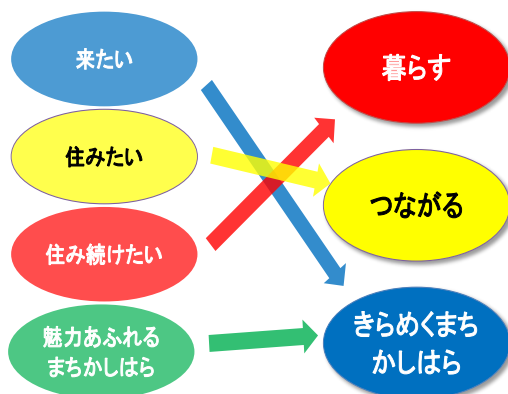 来たい
住みたい
住み続けたい
魅力あふれる
まちかしはら
暮らす
つながる
きらめくまち
かしはら